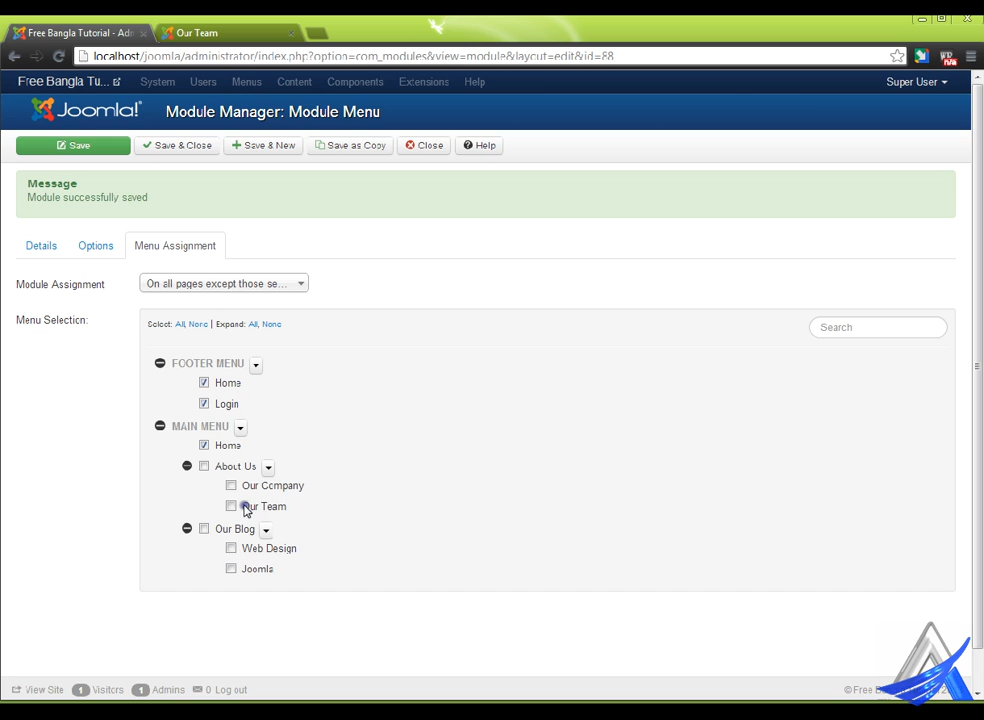 Free Bangla Tutorial - Adn
Our Team
localhost/joomla/administrator/index.php?option=com_modules&view=module&layout=edit&id=88
Free Bangla Tu...
System
Users
Menus
Content
Components
Extensions
Help
Super User
Joomla!
Module Manager: Module Menu
Save
Save & Close
Save & New
Save as Copy
Close
Help
Message
Module successfully saved
Details
Options
Menu Assignment
Module Assignment
On all pages except those se...
Menu Selection:
Select: All, None | Expand: All, None
Search
FOOTER MENU
Home
Login
MAIN MENU
Home
About Us
Our Company
Our Team
Our Blog
Web Design
Joomla
View Site
1 Visitors
1 Admins
0
Log out
© Free